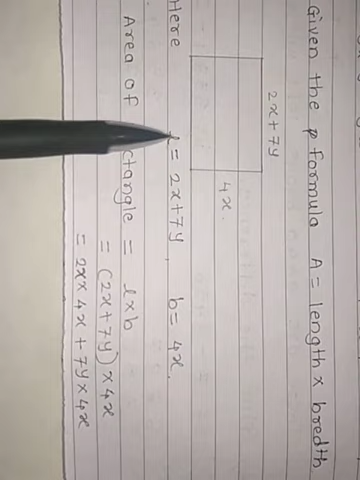 Given the p formula A = length × bredth
2x+7y
4x.
Here l = 2x+7y, b = 4x.
Area of ctangle = l×b
= (2x+7y)×4x
= 2x×4x+7y×4x